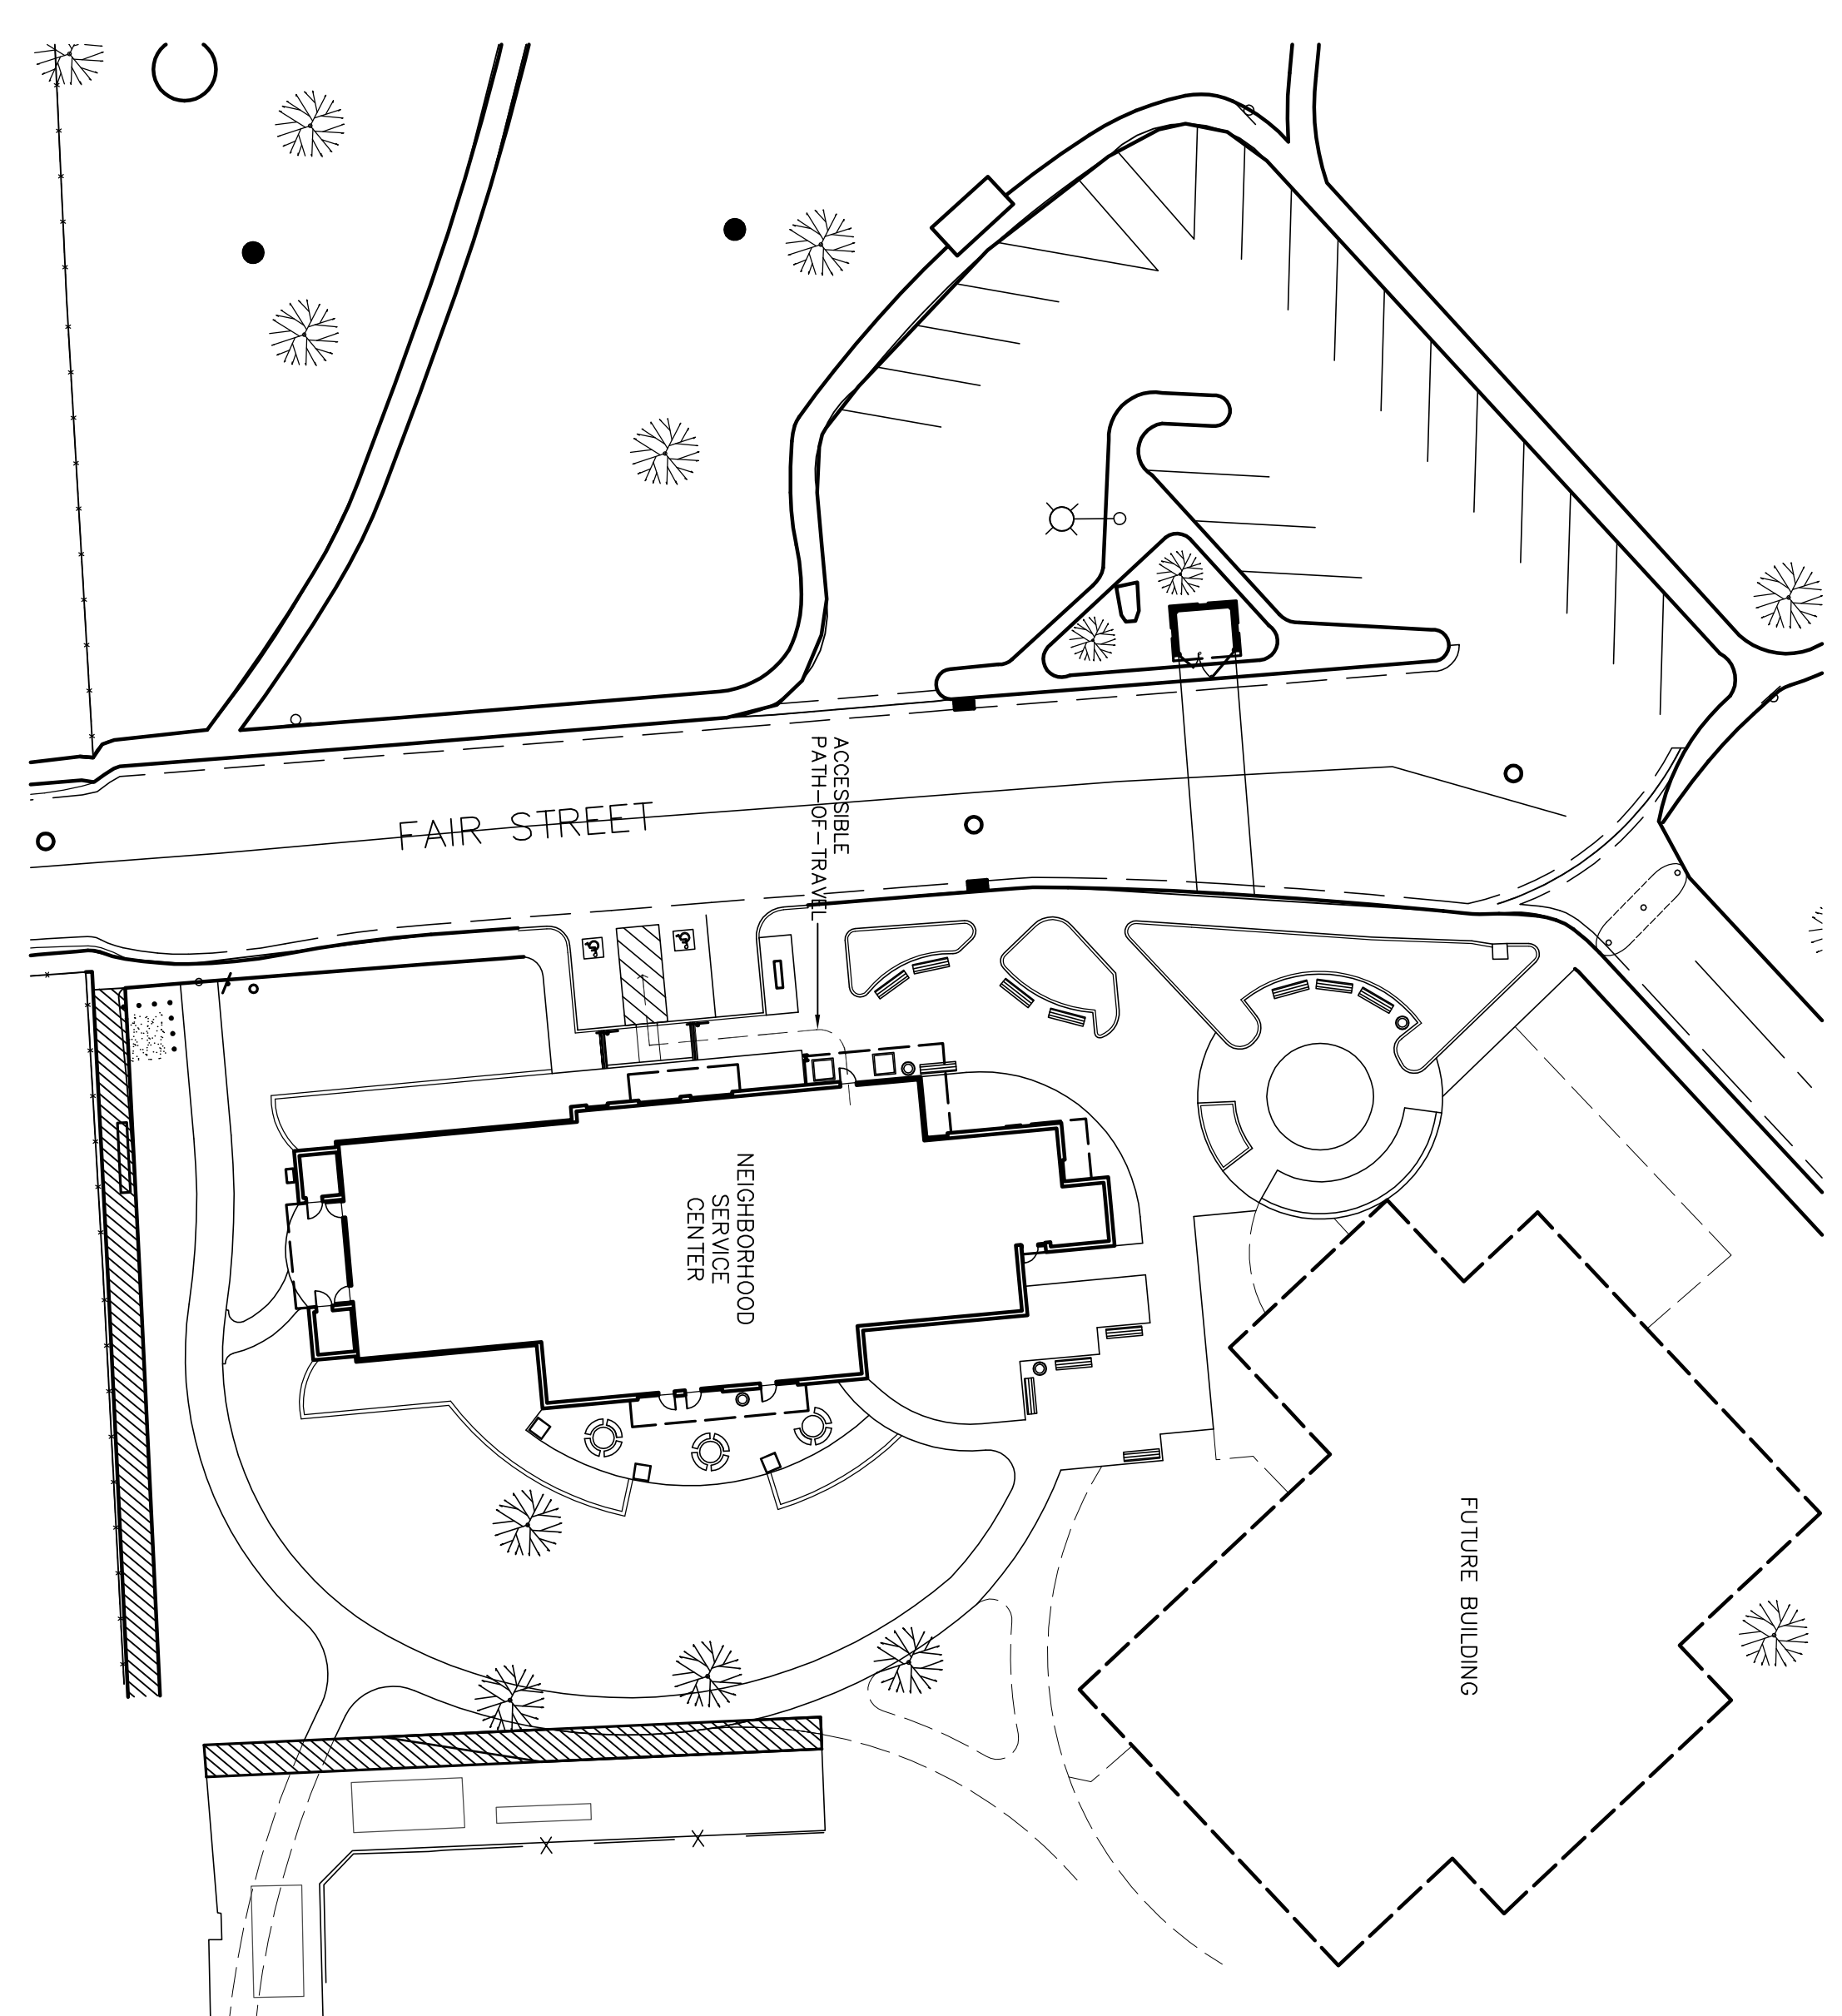 ACCESSIBLE
PATH-OF-TRAVEL
FAIR STREET
NEIGHBORHOOD
SERVICE
CENTER
FUTURE BUILDING